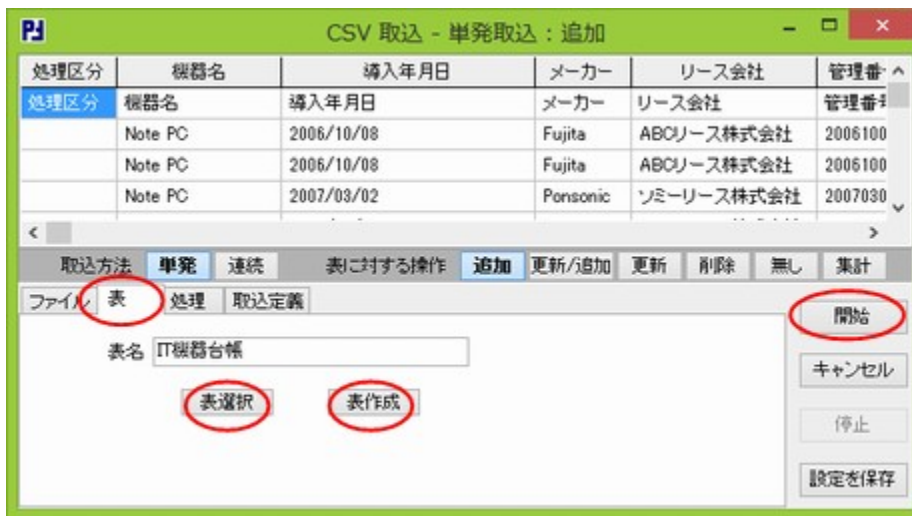 CSV 取込 - 単発取込:追加
処理区分 機器名 導入年月日 メーカー リース会社 管理番
処理区分 機器名 導入年月日 メーカー リース会社 管理番号
Note PC 2006/10/08 Fujita ABCリース株式会社 2006100
Note PC 2006/10/08 Fujita ABCリース株式会社 2006100
Note PC 2007/03/02 Ponsonic ソミーリース株式会社 2007030
取込方法 単発 連続 表に対する操作 追加 更新/追加 更新 削除 無し 集計
ファイル 表 処理 取込定義
開始
表名 IT機器台帳
キャンセル
表選択 表作成
停止
設定を保存